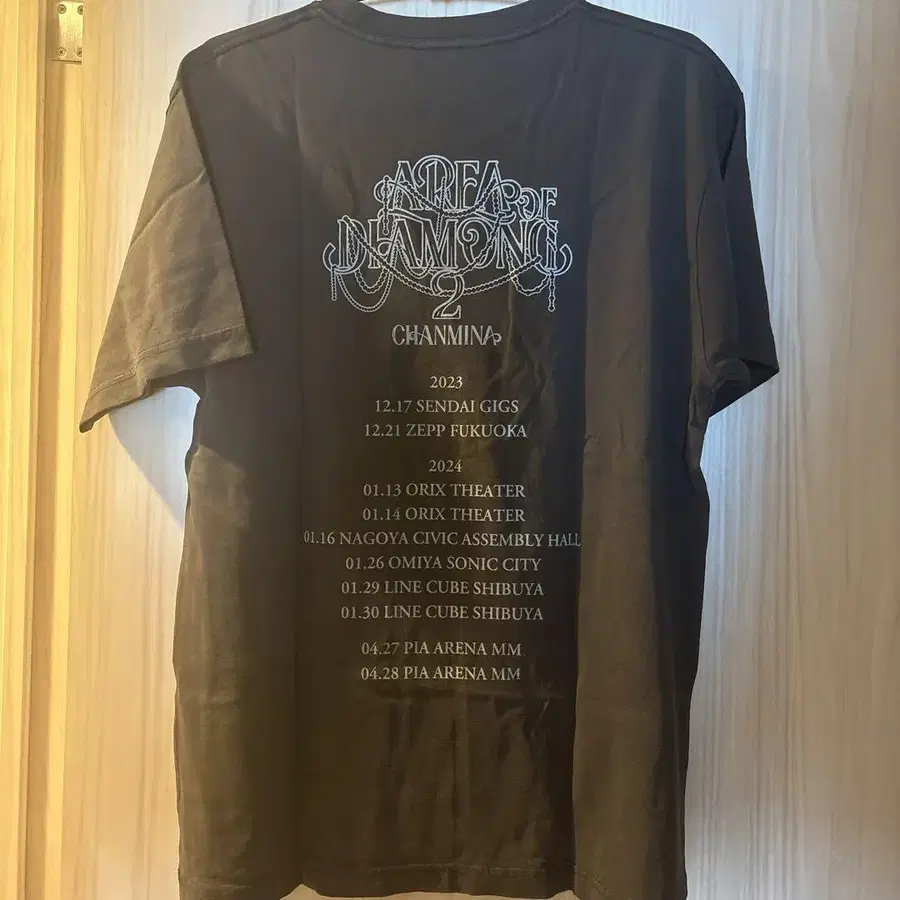 AREA
OF
DIAMOND
2
CHANMINA
2023
12.17 SENDAI GIGS
12.21 ZEPP FUKUOKA
2024
01.13 ORIX THEATER
01.14 ORIX THEATER
01.16 NAGOYA CIVIC ASSEMBLY HALL
01.26 OMIYA SONIC CITY
01.29 LINE CUBE SHIBUYA
01.30 LINE CUBE SHIBUYA
04.27 PIA ARENA MM
04.28 PIA ARENA MM